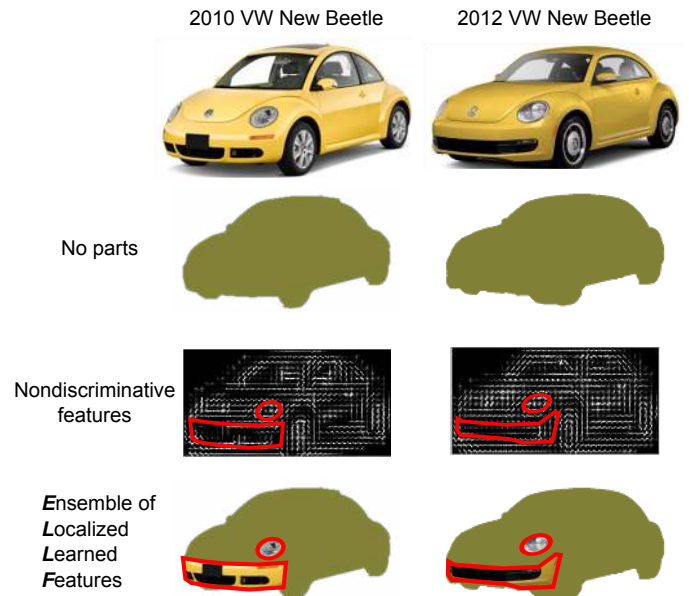 2010 VW New Beetle 2012 VW New Beetle
No parts
Nondiscriminative
features
Ensemble of
Localized
Learned
Features